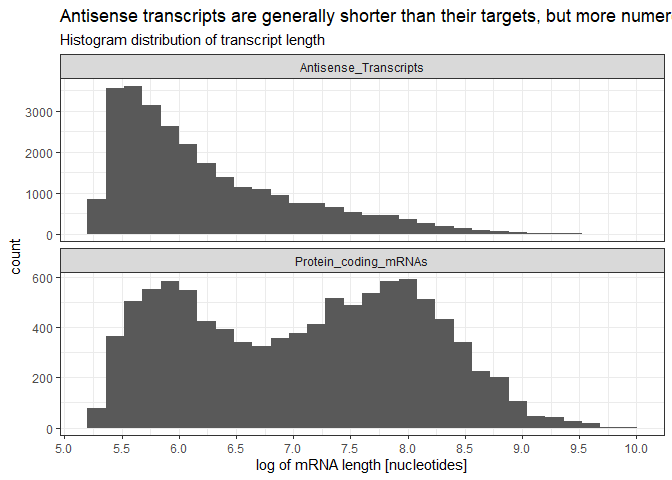 Antisense transcripts are generally shorter than their targets, but more numer
Histogram distribution of transcript length
Antisense_Transcripts
3000
2000
1000
0
count
Protein_coding_mRNAs
600
400
200
0
5.0 5.5 6.0 6.5 7.0 7.5 8.0 8.5 9.0 9.5 10.0
log of mRNA length [nucleotides]